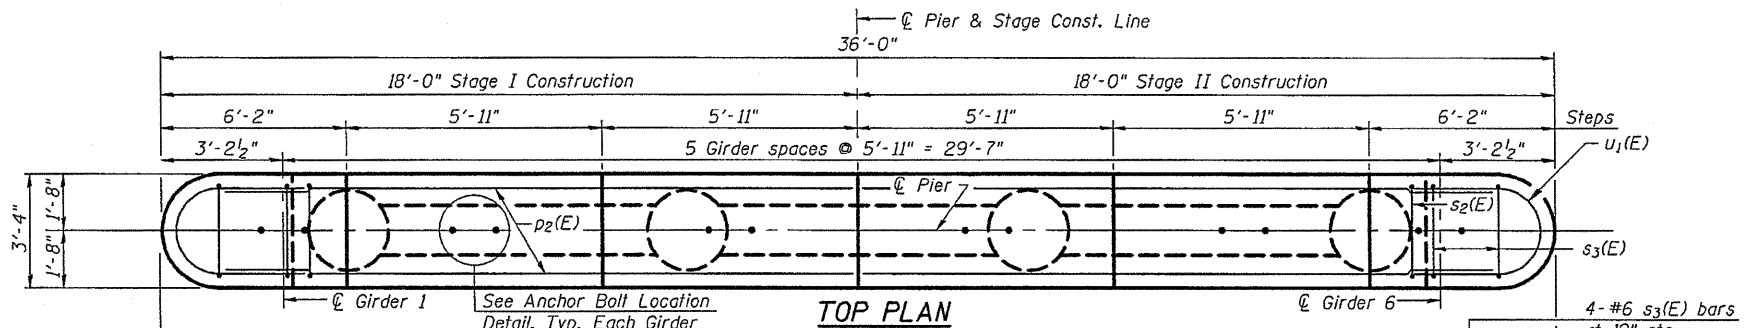 ℄ Pier & Stage Const. Line
36'-0"
18'-0" Stage I Construction
18'-0" Stage II Construction
6'-2"
5'-11"
5'-11"
5'-11"
5'-11"
6'-2"
Steps
3'-2½"
5 Girder spaces @ 5'-11" = 29'-7"
3'-2½"
u1(E)
3'-4"
1'-8"
1'-8"
℄ Pier
p2(E)
s2(E)
s3(E)
℄ Girder 1
See Anchor Bolt Location
Detail, Typ. Each Girder
TOP PLAN
℄ Girder 6
4-#6 s3(E) bars